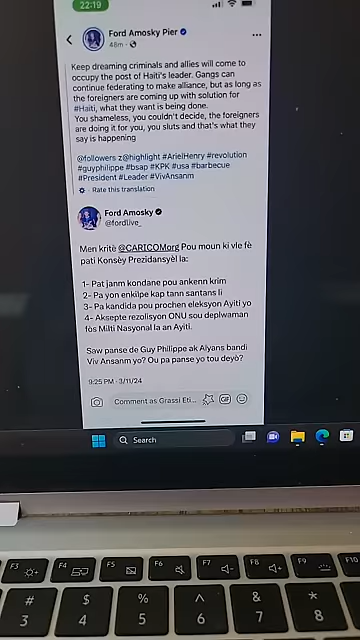 22:19
Ford Amosky Pier
48m
Keep dreaming criminals and allies will come to
occupy the post of Haiti's leader. Gangs can
continue federating to make alliance, but as long as
the foreigners are coming up with solution for
#Haiti, what they want is being done.
You shameless, you couldn't decide, the foreigners
are doing it for you, you sluts and that's what they
say is happening
@followers z@highlight #ArielHenry #revolution
#guyphilippe #bsap #KPK #usa #barbecue
#President #Leader #VivAnsanm
Rate this translation
Ford Amosky
@fordlive_
Men kritè @CARICOMorg Pou moun ki vle fè
pati Konsèy Prezidansyèl la:
1- Pat janm kondane pou ankenn krim
2- Pa yon enkilpe kap tann santans li
3- Pa kandida pou prochen eleksyon Ayiti yo
4- Aksepte rezolisyon ONU sou deplwaman
fòs Milti Nasyonal la an Ayiti.
Saw panse de Guy Philippe ak Alyans bandi
Viv Ansanm yo? Ou pa panse yo tou deyò?
9:25 PM · 3/11/24
Comment as Grassi Eti...
GIF
Search
F3
F4
F5
F6
F7
F8
F9
F10
# $ % ^ & *
3 4 5 6 7 8